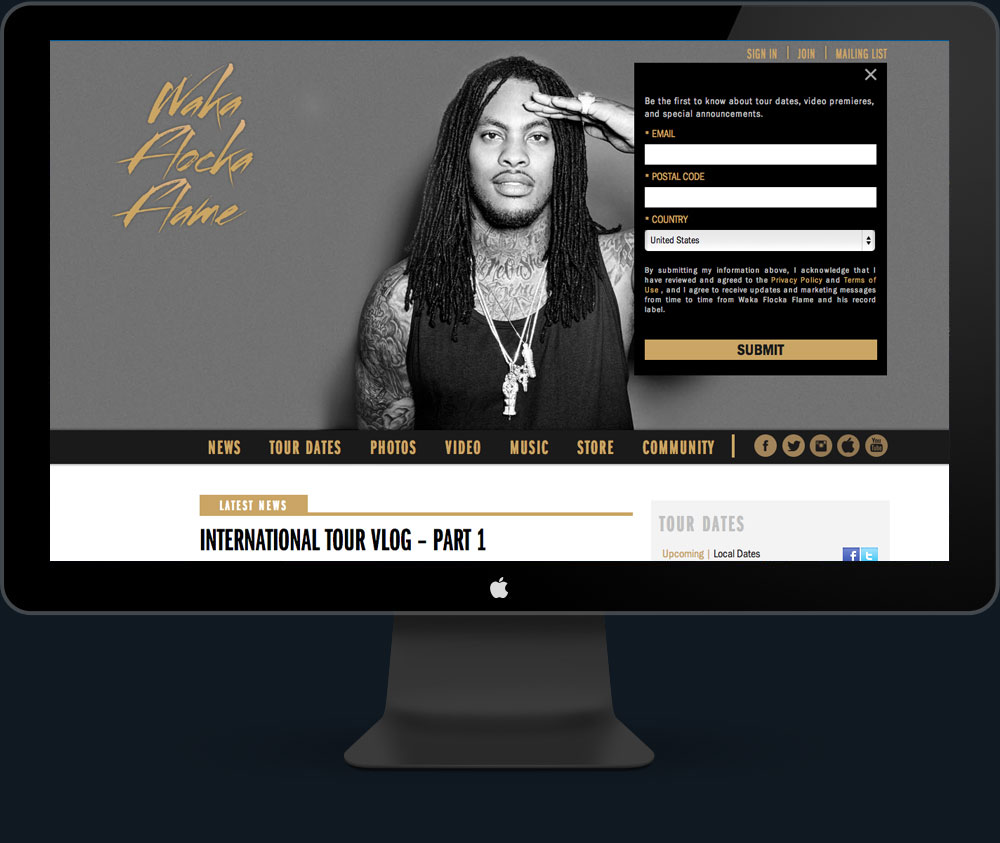 SIGN IN | JOIN | MAILING LIST
Waka
Flocka
Flame
Be the first to know about tour dates, video premieres,
and special announcements.
* EMAIL
* POSTAL CODE
* COUNTRY
United States
By submitting my information above, I acknowledge that I
have reviewed and agreed to the Privacy Policy and Terms of
Use , and I agree to receive updates and marketing messages
from time to time from Waka Flocka Flame and his record
label.
SUBMIT
NEWS TOUR DATES PHOTOS VIDEO MUSIC STORE COMMUNITY |
You Tube
LATEST NEWS
INTERNATIONAL TOUR VLOG – PART 1
TOUR DATES
Upcoming | Local Dates